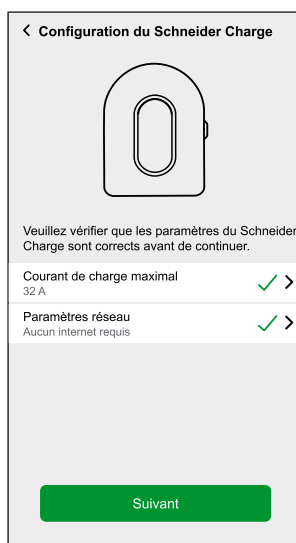 Configuration du Schneider Charge
Veuillez vérifier que les paramètres du Schneider
Charge sont corrects avant de continuer.
Courant de charge maximal
32 A
Paramètres réseau
Aucun internet requis
Suivant